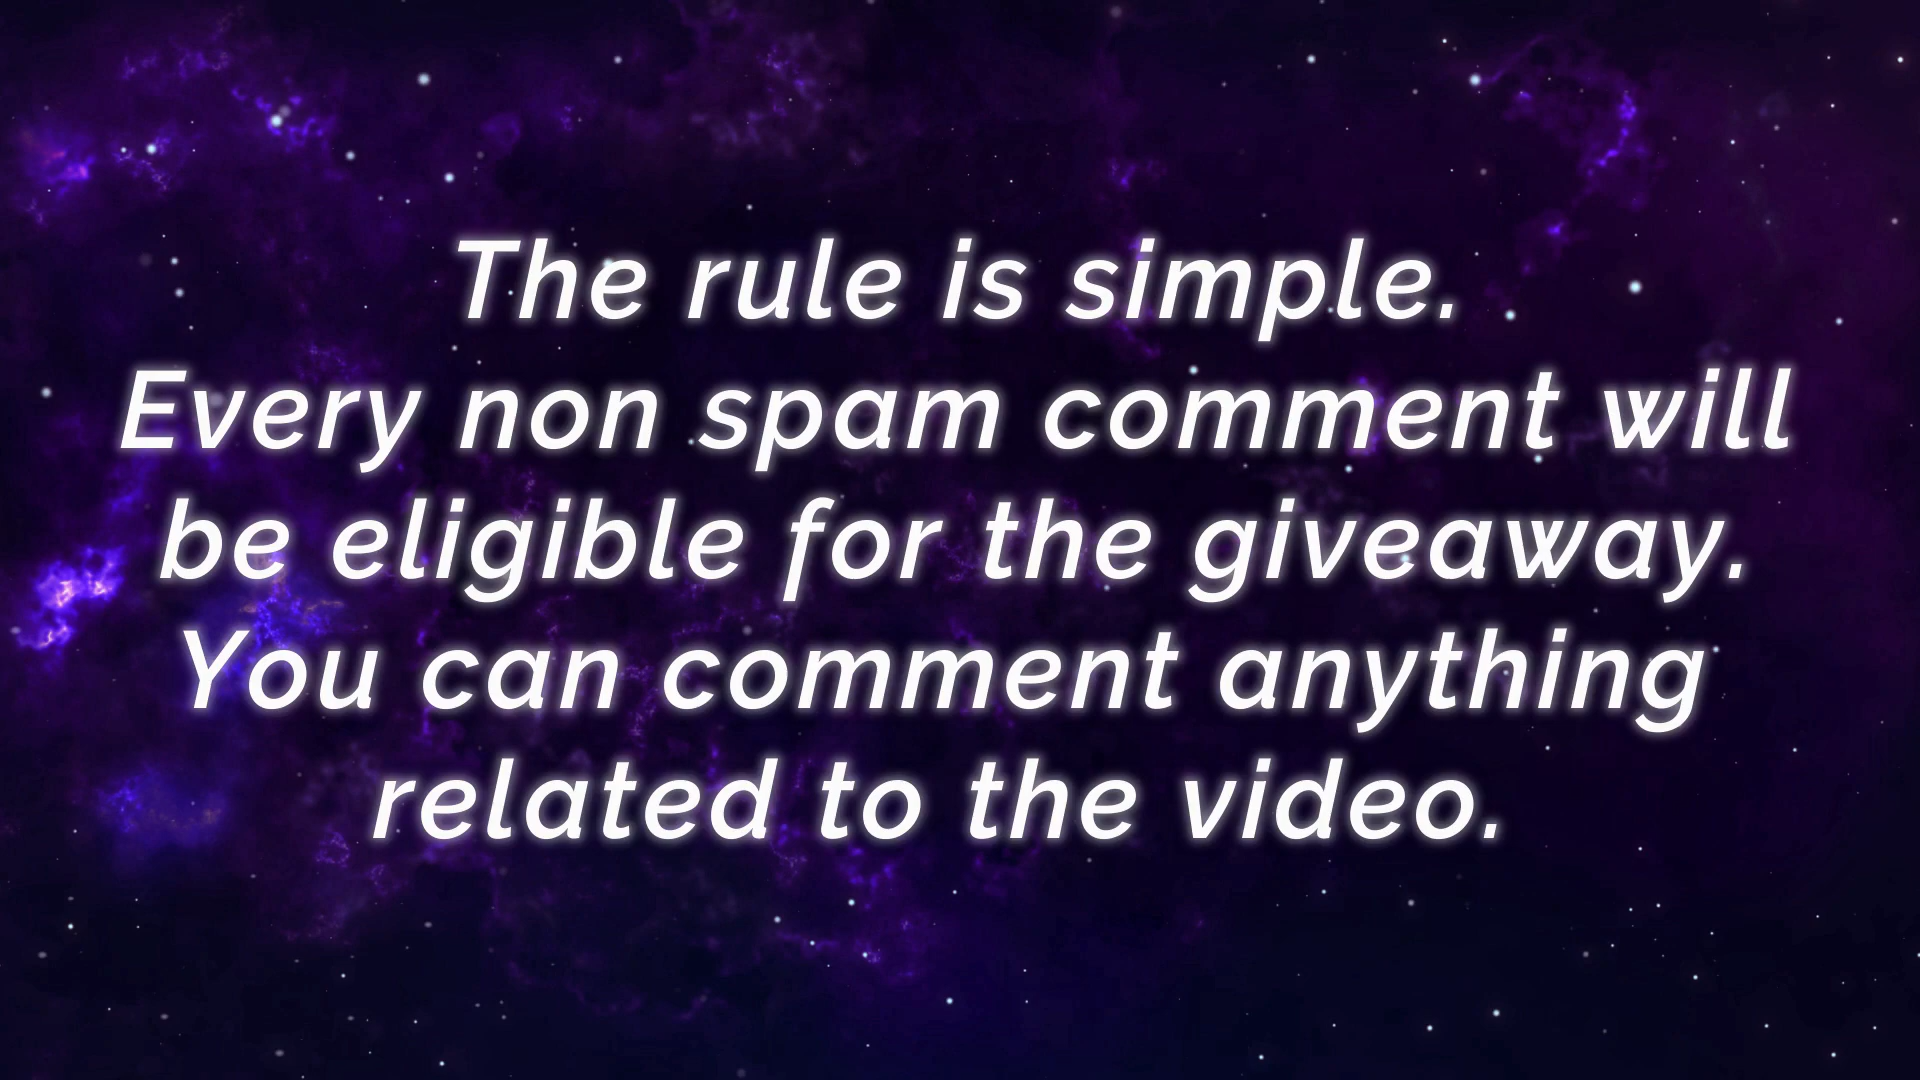 The rule is simple.
Every non spam comment will
be eligible for the giveaway.
You can comment anything
related to the video.